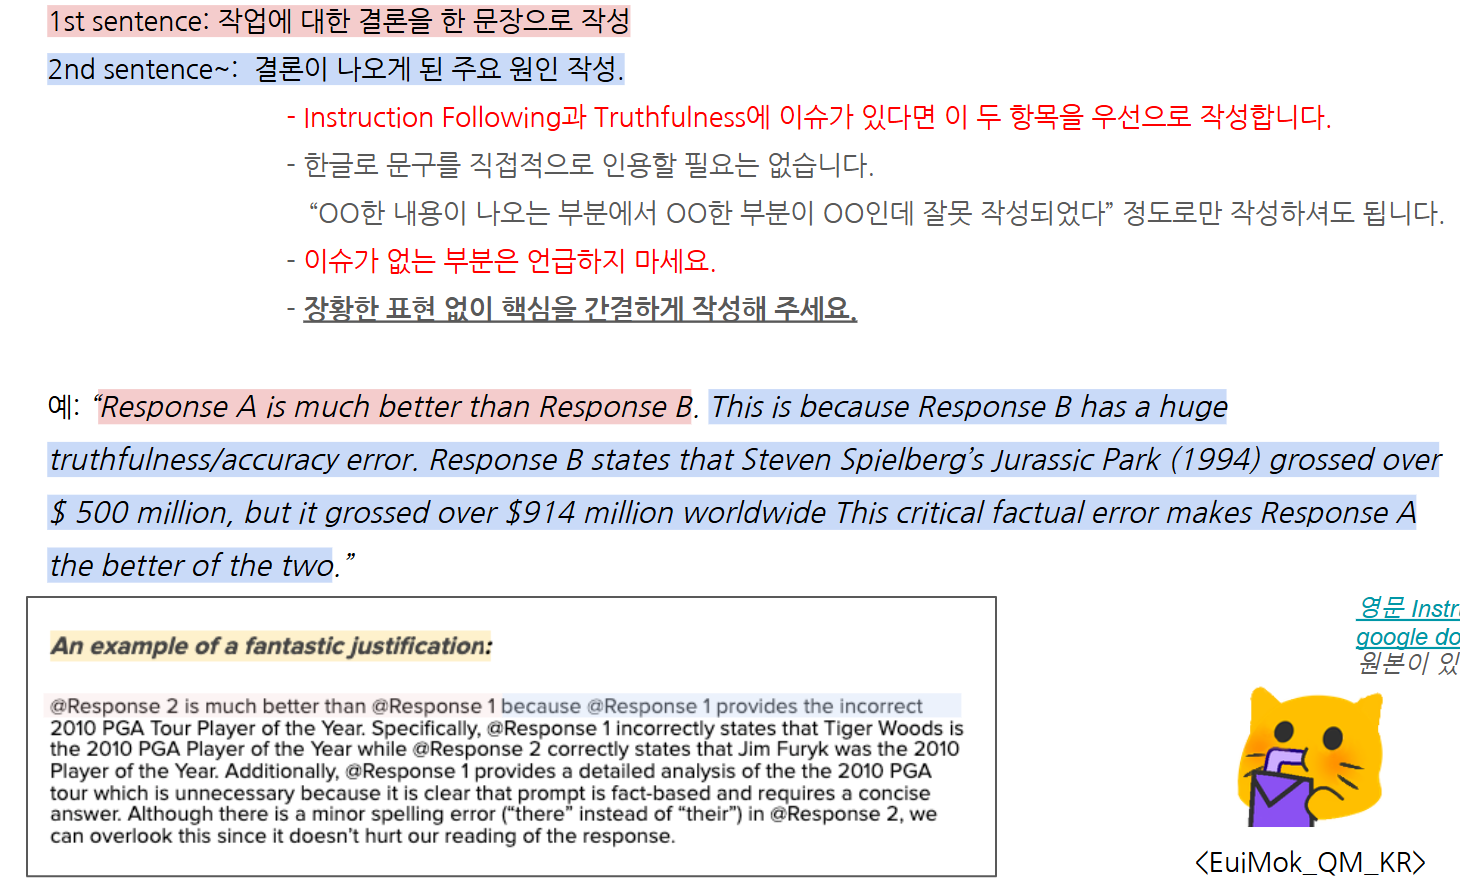 1st sentence: 작업에 대한 결론을 한 문장으로 작성
2nd sentence~: 결론이 나오게 된 주요 원인 작성.
- Instruction Following과 Truthfulness에 이슈가 있다면 이 두 항목을 우선으로 작성합니다.
- 한글로 문구를 직접적으로 인용할 필요는 없습니다.
“OO한 내용이 나오는 부분에서 OO한 부분이 OO인데 잘못 작성되었다” 정도로만 작성하셔도 됩니다.
- 이슈가 없는 부분은 언급하지 마세요.
- 장황한 표현 없이 핵심을 간결하게 작성해 주세요.
예: “Response A is much better than Response B. This is because Response B has a huge
truthfulness/accuracy error. Response B states that Steven Spielberg’s Jurassic Park (1994) grossed over
$ 500 million, but it grossed over $914 million worldwide This critical factual error makes Response A
the better of the two.”
An example of a fantastic justification:
@Response 2 is much better than @Response 1 because @Response 1 provides the incorrect
2010 PGA Tour Player of the Year. Specifically, @Response 1 incorrectly states that Tiger Woods is
the 2010 PGA Player of the Year while @Response 2 correctly states that Jim Furyk was the 2010
Player of the Year. Additionally, @Response 1 provides a detailed analysis of the the 2010 PGA
tour which is unnecessary because it is clear that prompt is fact-based and requires a concise
answer. Although there is a minor spelling error (“there” instead of “their”) in @Response 2, we
can overlook this since it doesn’t hurt our reading of the response.
영문 Instr
google do
원본이 있
<EuiMok_QM_KR>